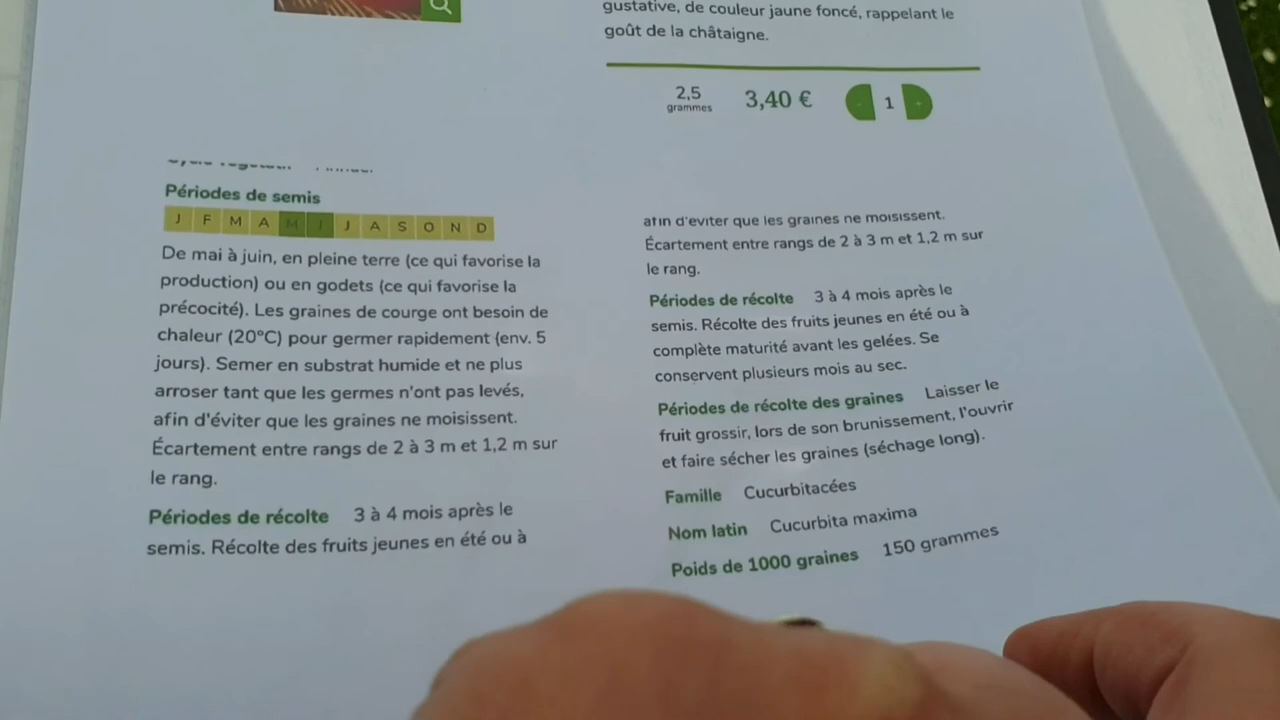 gustative, de couleur jaune foncé, rappelant le
goût de la châtaigne.
2,5
grammes
3,40 €
- 1 +
Périodes de semis
J F M A M J J A S O N D
De mai à juin, en pleine terre (ce qui favorise la
production) ou en godets (ce qui favorise la
précocité). Les graines de courge ont besoin de
chaleur (20°C) pour germer rapidement (env. 5
jours). Semer en substrat humide et ne plus
arroser tant que les germes n'ont pas levés,
afin d'éviter que les graines ne moisissent.
Écartement entre rangs de 2 à 3 m et 1,2 m sur
le rang.
Périodes de récolte 3 à 4 mois après le
semis. Récolte des fruits jeunes en été ou à
afin d'éviter que les graines ne moisissent.
Écartement entre rangs de 2 à 3 m et 1,2 m sur
le rang.
Périodes de récolte 3 à 4 mois après le
semis. Récolte des fruits jeunes en été ou à
complète maturité avant les gelées. Se
conservent plusieurs mois au sec.
Périodes de récolte des graines Laisser le
fruit grossir, lors de son brunissement, l'ouvrir
et faire sécher les graines (séchage long).
Famille Cucurbitacées
Nom latin Cucurbita maxima
Poids de 1000 graines 150 grammes